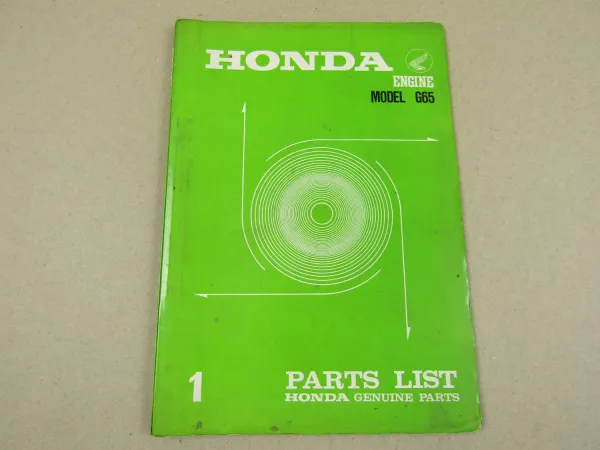 HONDA
ENGINE
MODEL G65
1
PARTS LIST
HONDA GENUINE PARTS